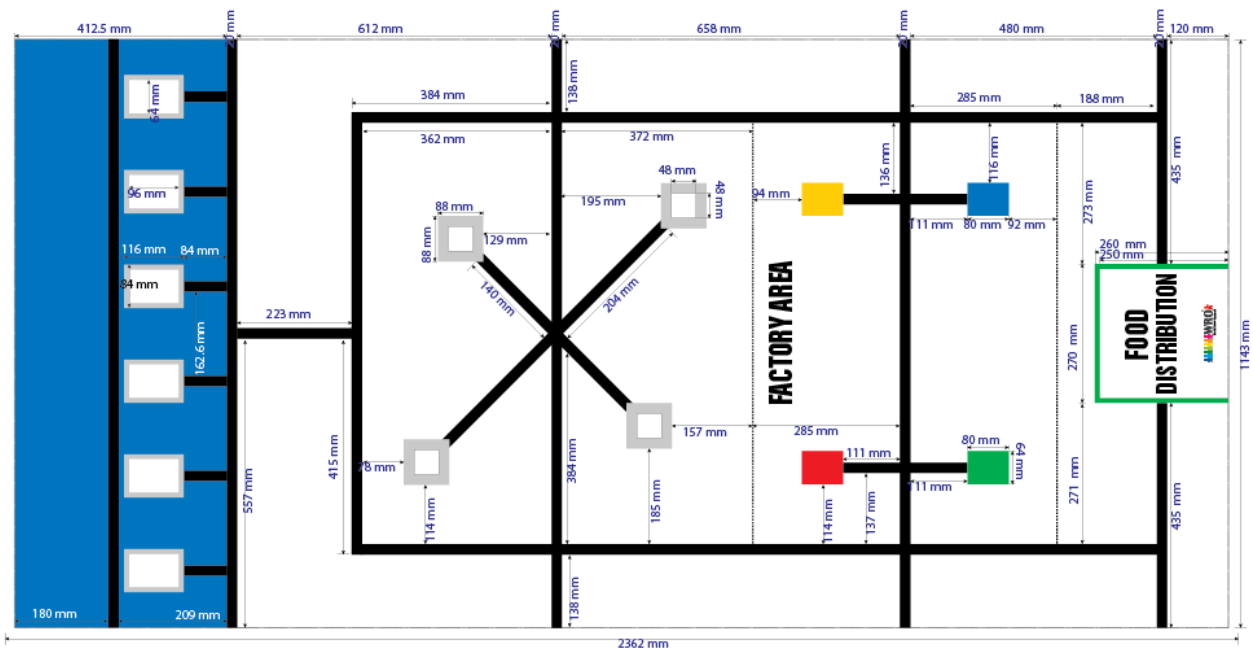 412.5 mm
20 mm
612 mm
20 mm
658 mm
20 mm
480 mm
20 mm
120 mm
64 mm
384 mm
138 mm
285 mm
188 mm
362 mm
372 mm
136 mm
116 mm
435 mm
96 mm
48 mm
48 mm
195 mm
94 mm
88 mm
88 mm
129 mm
111 mm
80 mm
92 mm
273 mm
116 mm
84 mm
84 mm
260 mm
250 mm
140 mm
204 mm
223 mm
162.6 mm
FACTORY AREA
FOOD
DISTRIBUTION
WRO
270 mm
1143 mm
157 mm
285 mm
111 mm
80 mm
64 mm
78 mm
415 mm
384 mm
557 mm
111 mm
114 mm
185 mm
114 mm
137 mm
271 mm
435 mm
180 mm
209 mm
138 mm
2362 mm